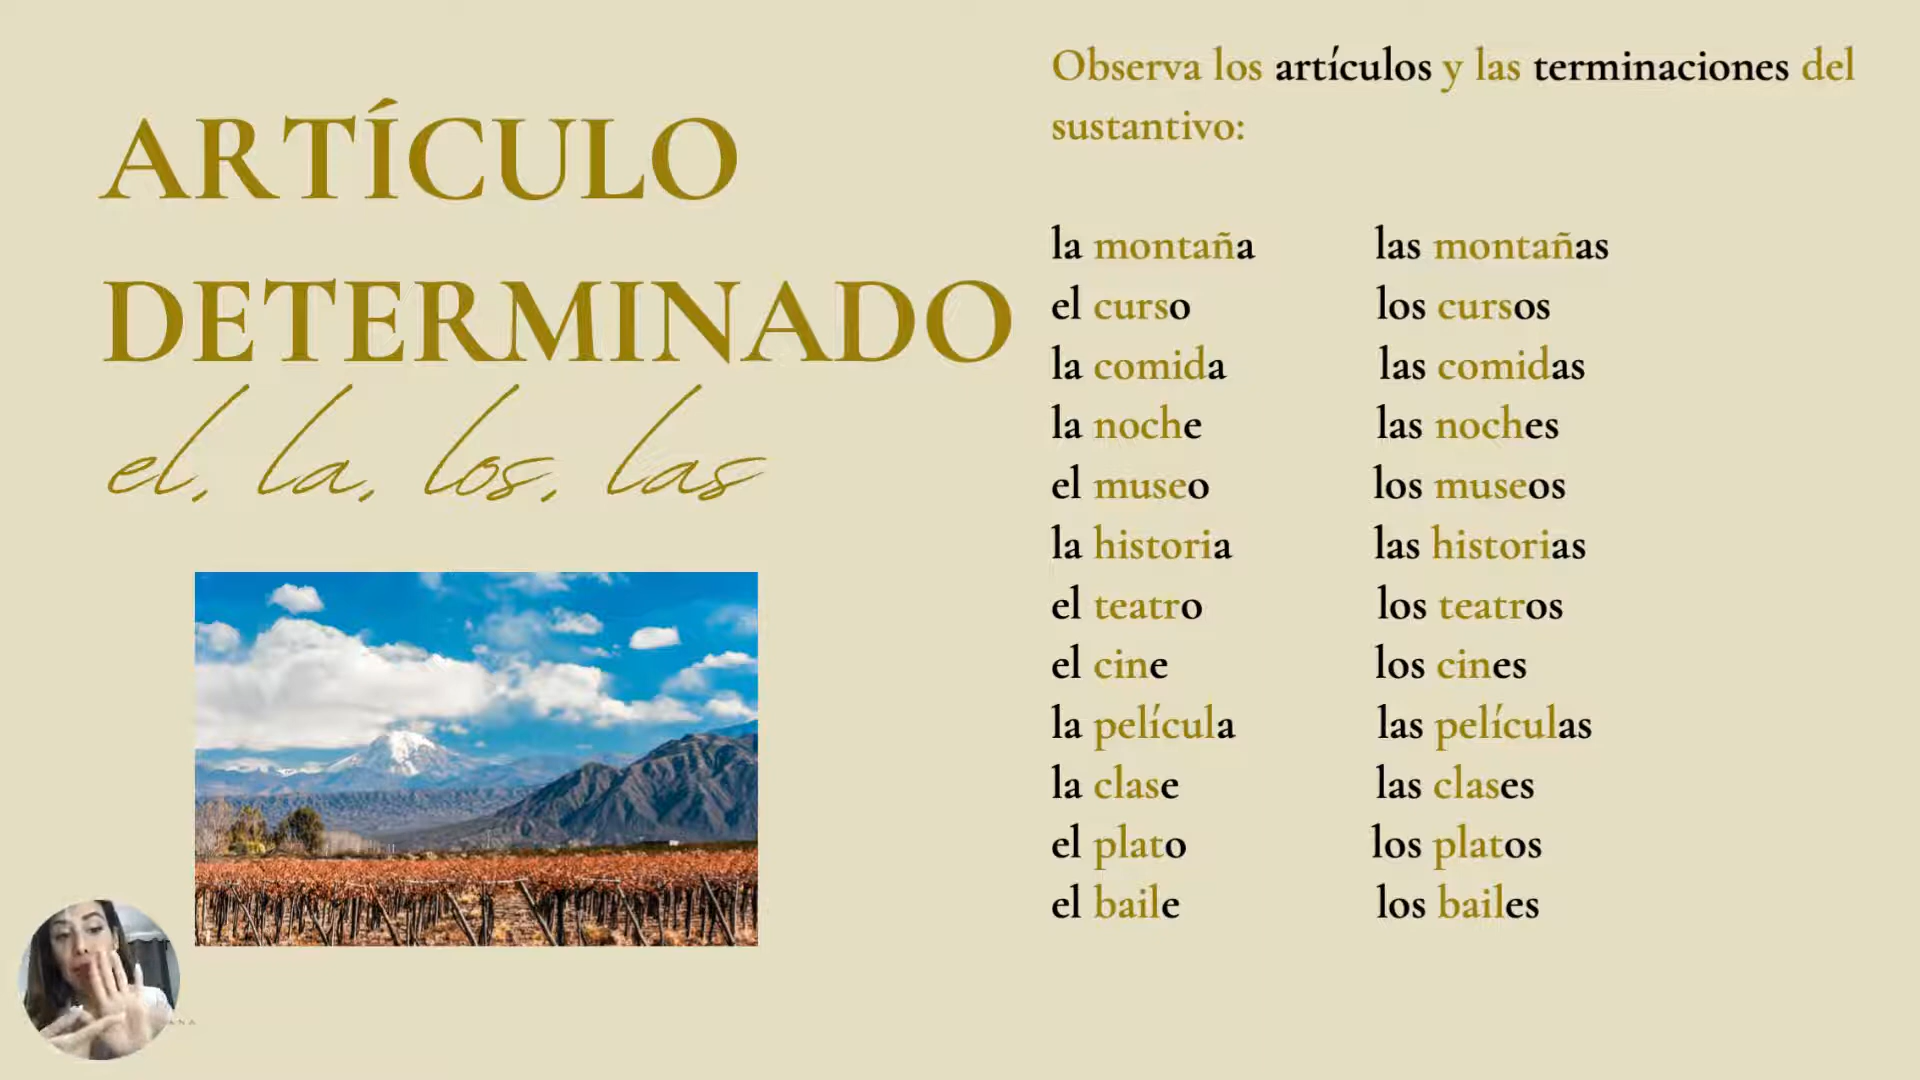 ARTÍCULO
DETERMINADO
el, la, los, las
Observa los artículos y las terminaciones del
sustantivo:
la montaña las montañas
el curso los cursos
la comida las comidas
la noche las noches
el museo los museos
la historia las historias
el teatro los teatros
el cine los cines
la película las películas
la clase las clases
el plato los platos
el baile los bailes